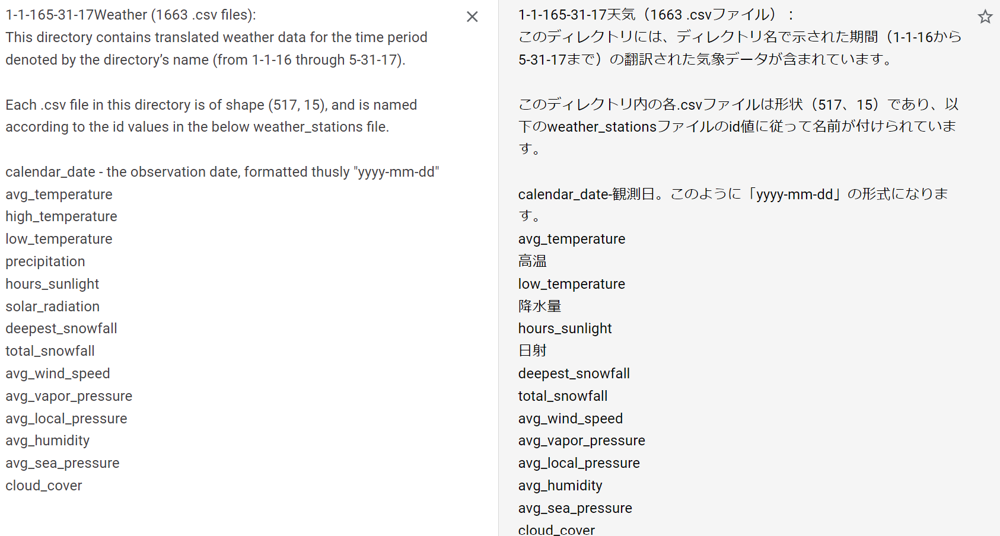 1-1-165-31-17Weather (1663 .csv files):
This directory contains translated weather data for the time period
denoted by the directory’s name (from 1-1-16 through 5-31-17).
Each .csv file in this directory is of shape (517, 15), and is named
according to the id values in the below weather_stations file.
calendar_date - the observation date, formatted thusly "yyyy-mm-dd"
avg_temperature
high_temperature
low_temperature
precipitation
hours_sunlight
solar_radiation
deepest_snowfall
total_snowfall
avg_wind_speed
avg_vapor_pressure
avg_local_pressure
avg_humidity
avg_sea_pressure
cloud_cover
1-1-165-31-17天気（1663 .csvファイル）：
このディレクトリには、ディレクトリ名で示された期間（1-1-16から
5-31-17まで）の翻訳された気象データが含まれています。
このディレクトリ内の各.csvファイルは形状（517、15）であり、以
下のweather_stationsファイルのid値に従って名前が付けられていま
す。
calendar_date-観測日。このように「yyyy-mm-dd」の形式になりま
す。
avg_temperature
高温
low_temperature
降水量
hours_sunlight
日射
deepest_snowfall
total_snowfall
avg_wind_speed
avg_vapor_pressure
avg_local_pressure
avg_humidity
avg_sea_pressure
cloud_cover